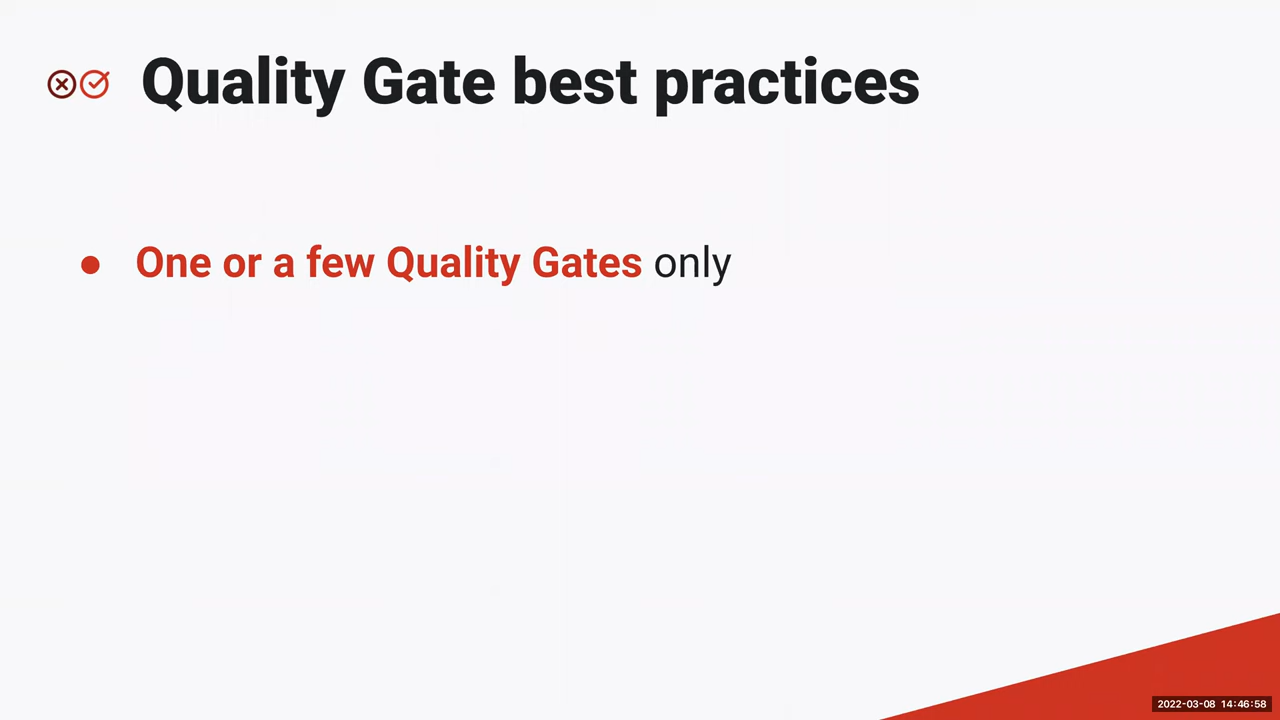 Quality Gate best practices
● One or a few Quality Gates only
2022-03-08 14:46:58